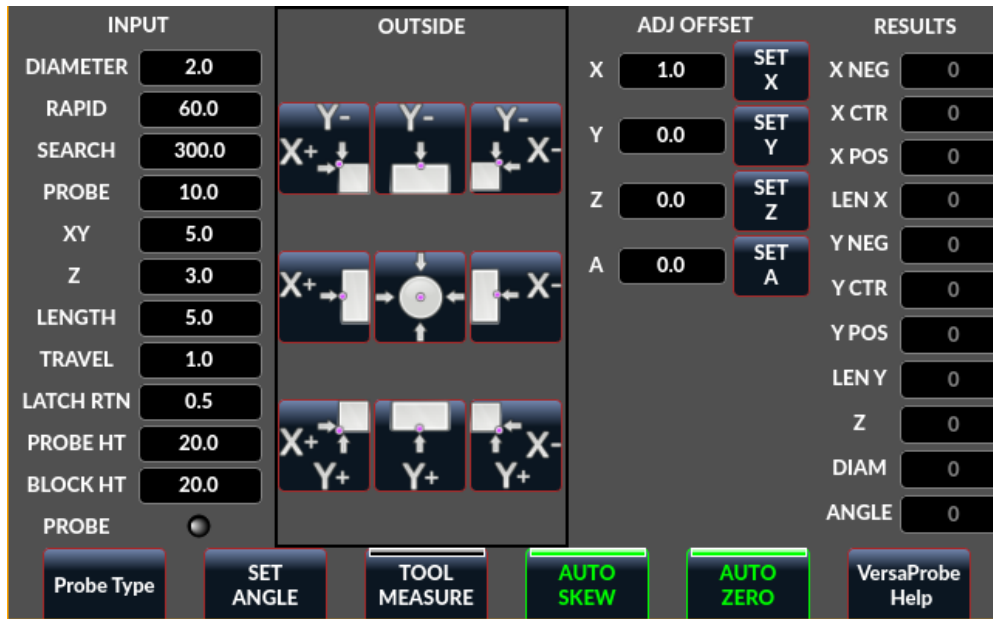 INPUT
DIAMETER 2.0
RAPID 60.0
SEARCH 300.0
PROBE 10.0
XY 5.0
Z 3.0
LENGTH 5.0
TRAVEL 1.0
LATCH RTN 0.5
PROBE HT 20.0
BLOCK HT 20.0
PROBE
OUTSIDE
Y- Y- Y-
X+ X-
X+ X-
X+ X-
Y+ Y+ Y+
ADJ OFFSET
X 1.0 SET
X
Y 0.0 SET
Y
Z 0.0 SET
Z
A 0.0 SET
A
RESULTS
X NEG 0
X CTR 0
X POS 0
LEN X 0
Y NEG 0
Y CTR 0
Y POS 0
LEN Y 0
Z 0
DIAM 0
ANGLE 0
Probe Type
SET
ANGLE
TOOL
MEASURE
AUTO
SKEW
AUTO
ZERO
VersaProbe
Help